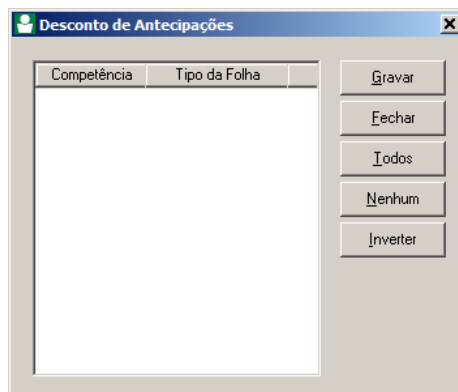 Desconto de Antecipações
Competência Tipo da Folha
Gravar
Fechar
Todos
Nenhum
Inverter